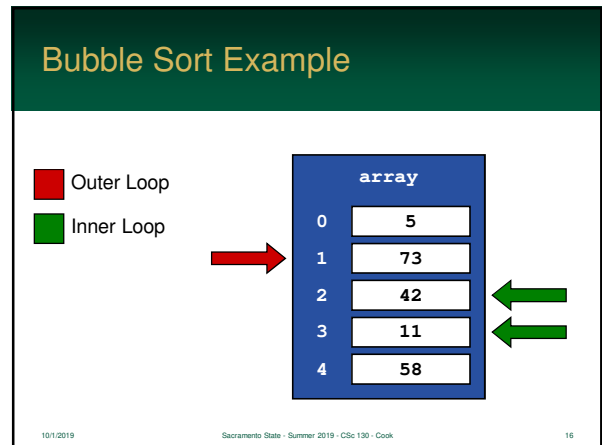 Bubble Sort Example
Outer Loop
Inner Loop
array
0 5
1 73
2 42
3 11
4 58
10/1/2019 Sacramento State - Summer 2019 - CSc 130 - Cook 16